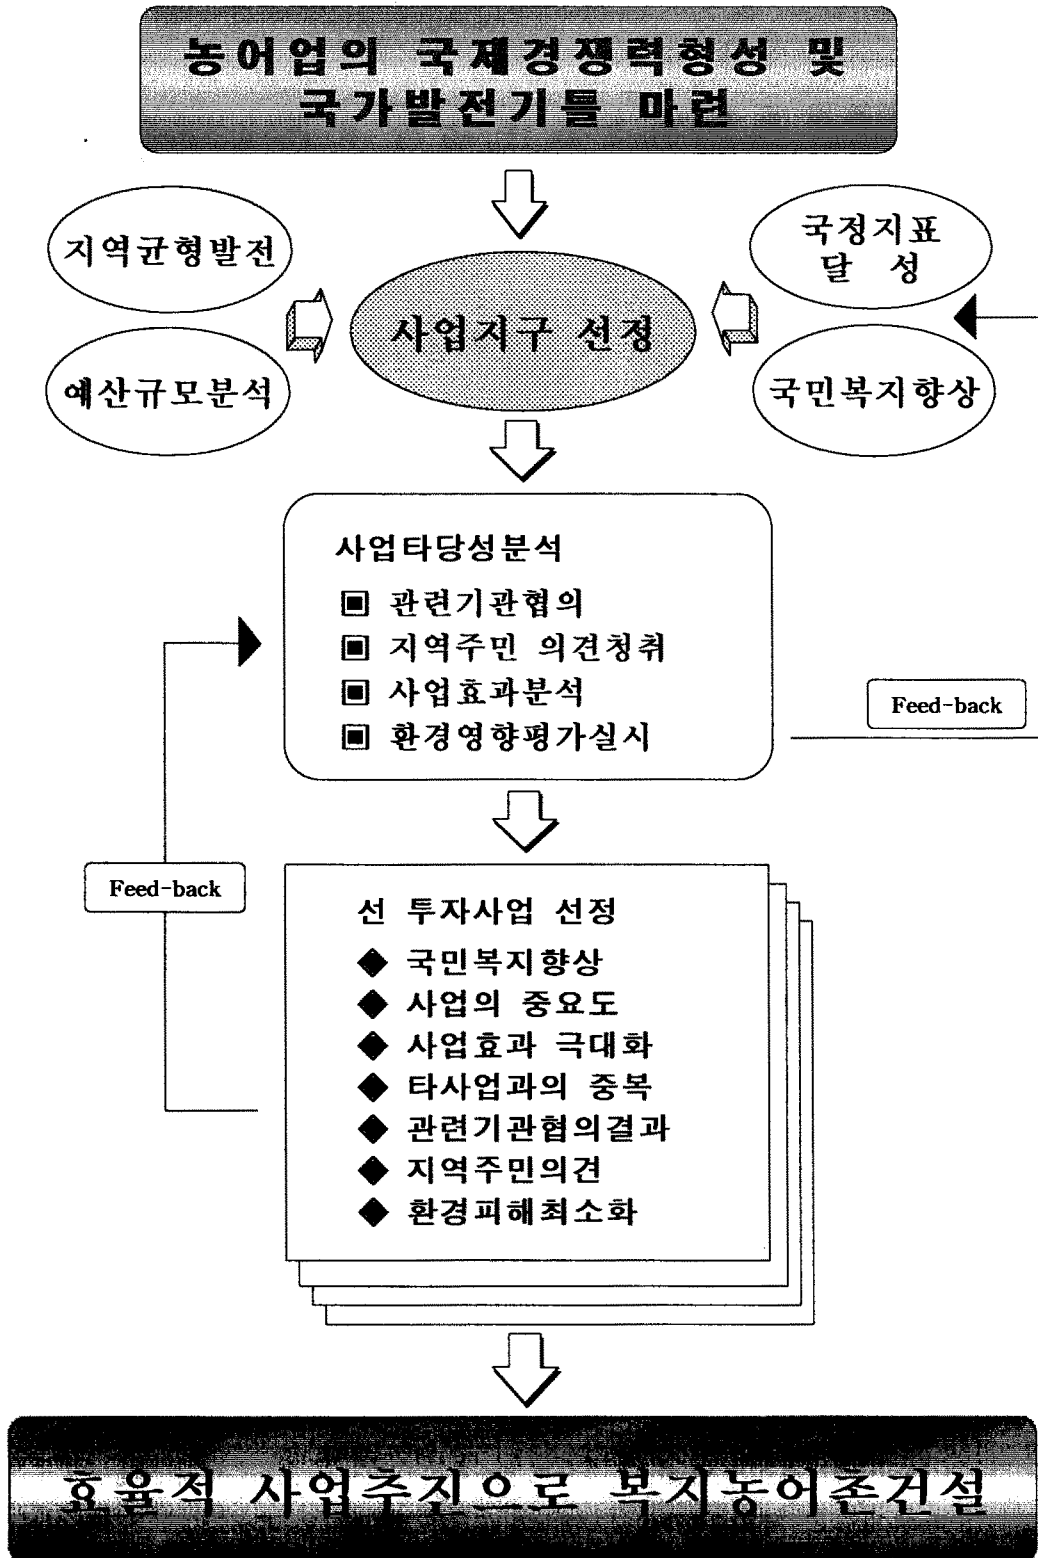 농어업의 국제경쟁력형성 및
국가발전기틀 마련
지역균형발전
국정지표
달 성
사업지구 선정
예산규모분석
국민복지향상
사업타당성분석
▣ 관련기관협의
▣ 지역주민 의견청취
▣ 사업효과분석
▣ 환경영향평가실시
Feed-back
Feed-back
선 투자사업 선정
◆ 국민복지향상
◆ 사업의 중요도
◆ 사업효과 극대화
◆ 타사업과의 중복
◆ 관련기관협의결과
◆ 지역주민의견
◆ 환경피해최소화
효율적 사업추진으로 복지농어촌건설